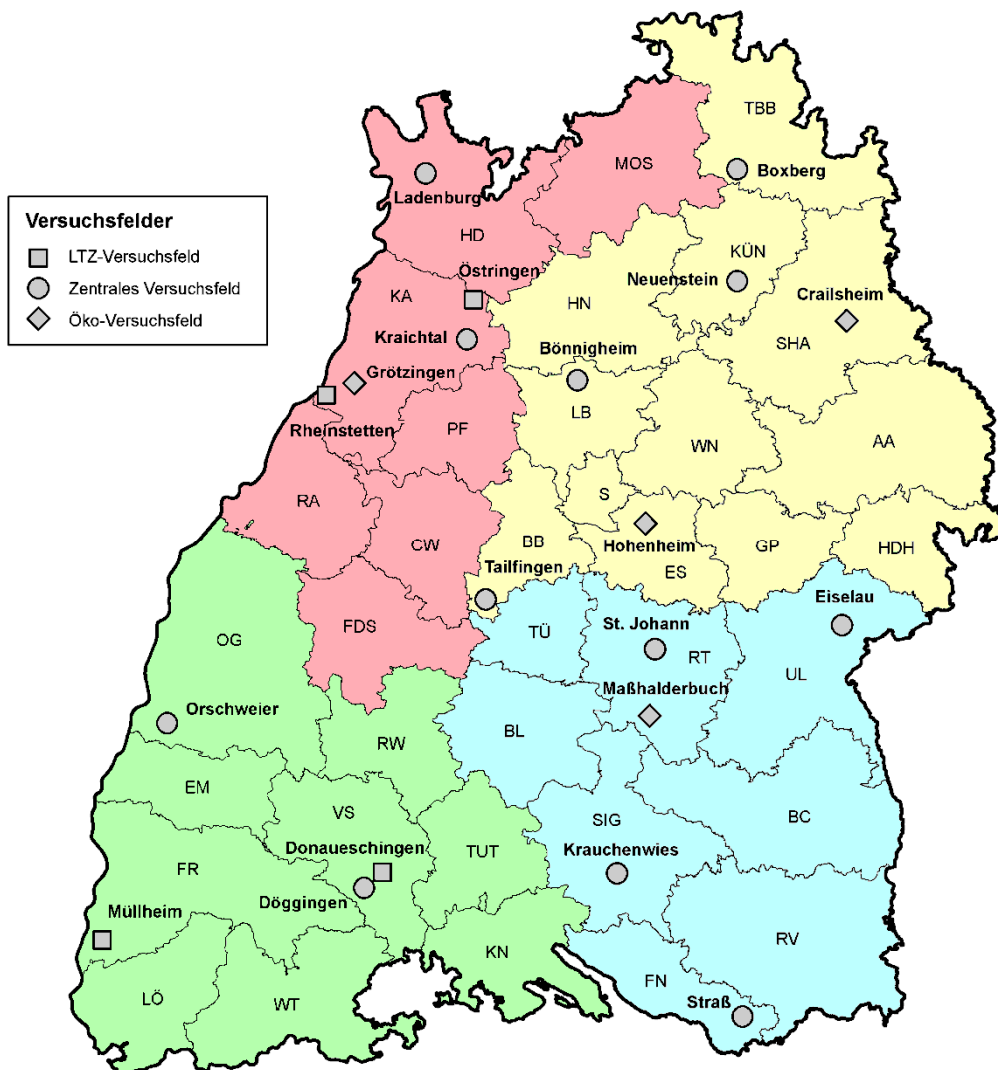 TBB
MOS
Boxberg
Ladenburg
Versuchsfelder
LTZ-Versuchsfeld
Zentrales Versuchsfeld
Öko-Versuchsfeld
HD
KÜN
Östringen
Neuenstein
KA
HN
Crailsheim
Kraichtal
SHA
Bönnigheim
Grötzingen
LB
Rheinstetten
PF
WN
AA
RA
S
CW
BB
Hohenheim
GP
HDH
Tailfingen
ES
Eiselau
FDS
TÜ
St. Johann
OG
RT
UL
Maßhalderbuch
Orschweier
BL
RW
EM
VS
SIG
BC
Donaueschingen
TUT
Krauchenwies
FR
Döggingen
Müllheim
KN
RV
LÖ
WT
FN
Straß